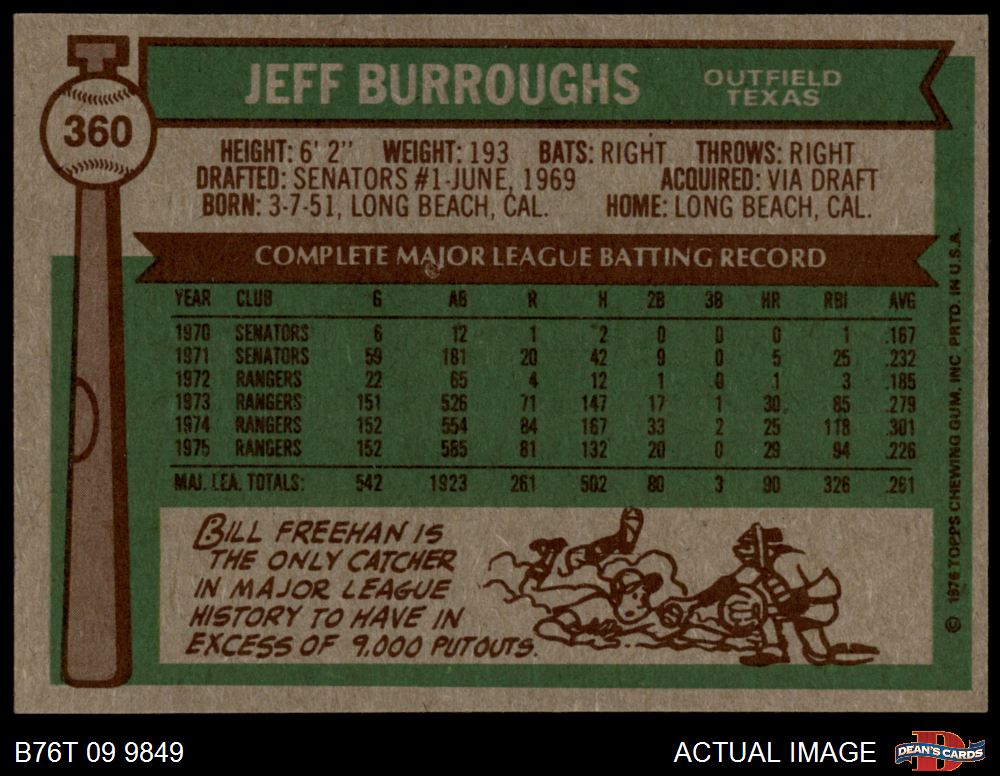 360
JEFF BURROUGHS
OUTFIELD
TEXAS
HEIGHT: 6' 2" WEIGHT: 193 BATS: RIGHT THROWS: RIGHT
DRAFTED: SENATORS #1-JUNE, 1969 ACQUIRED: VIA DRAFT
BORN: 3-7-51, LONG BEACH, CAL. HOME: LONG BEACH, CAL.
COMPLETE MAJOR LEAGUE BATTING RECORD
YEAR CLUB G AB R H 2B 3B HR RBI AVG
1970 SENATORS 6 12 1 2 0 0 0 1 .167
1971 SENATORS 59 181 20 42 9 0 5 25 .232
1972 RANGERS 22 65 4 12 1 0 1 3 .185
1973 RANGERS 151 526 71 147 17 1 30 85 .279
1974 RANGERS 152 554 84 167 33 2 25 118 .301
1975 RANGERS 152 585 81 132 20 0 29 94 .226
MAJ. LEA. TOTALS: 542 1923 261 502 80 3 90 326 .261
BILL FREEHAN IS
THE ONLY CATCHER
IN MAJOR LEAGUE
HISTORY TO HAVE IN
EXCESS OF 9,000 PUTOUTS.
© 1976 TOPPS CHEWING GUM, INC PRTD. IN U.S.A.
B76T 09 9849
ACTUAL IMAGE
DEAN'S CARDS